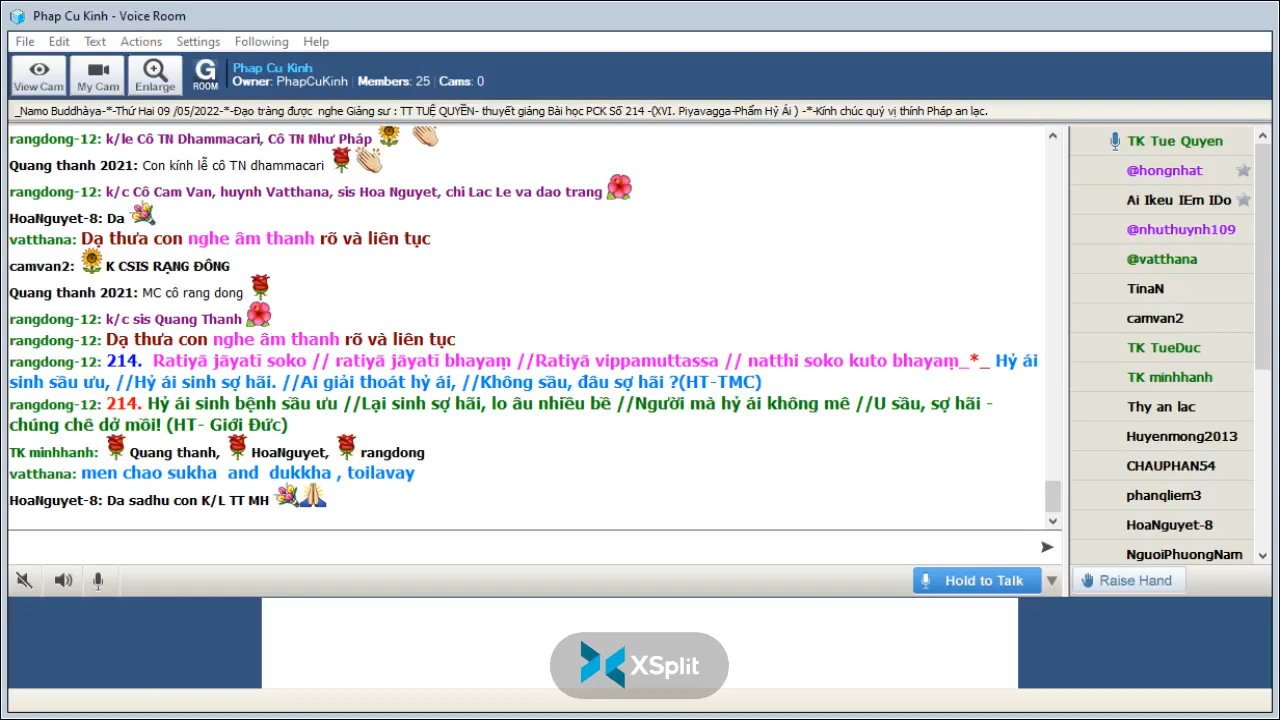 Phap Cu Kinh - Voice Room
File Edit Text Actions Settings Following Help
View Cam My Cam Enlarge G ROOM
Phap Cu Kinh
Owner: PhapCuKinh | Members: 25 | Cams: 0
_Namo Buddhàya-*-Thứ Hai 09 /05/2022-*-Đạo tràng được nghe Giảng sư : TT TUỆ QUYỀN- thuyết giảng Bài học PCK Số 214 -(XVI. Piyavagga-Phẩm Hỷ Ái ) -*-Kính chúc quý vị thính Pháp an lạc.
rangdong-12: k/le Cô TN Dhammacari, Cô TN Như Pháp
Quang thanh 2021: Con kính lễ cô TN dhammacari
rangdong-12: k/c Cô Cam Van, huynh Vatthana, sis Hoa Nguyet, chi Lac Le va dao trang
HoaNguyet-8: Da
vatthana: Dạ thưa con nghe âm thanh rõ và liên tục
camvan2: K CSIS RẠNG ĐÔNG
Quang thanh 2021: MC cô rang dong
rangdong-12: k/c sis Quang Thanh
rangdong-12: Dạ thưa con nghe âm thanh rõ và liên tục
rangdong-12: 214. Ratiyā jāyatī soko // ratiyā jāyatī bhayaṃ //Ratiyā vippamuttassa // natthi soko kuto bhayaṃ_*_ Hỷ ái
sinh sầu ưu, //Hỷ ái sinh sợ hãi. //Ai giải thoát hỷ ái, //Không sầu, đâu sợ hãi ?(HT-TMC)
rangdong-12: 214. Hỷ ái sinh bệnh sầu ưu //Lại sinh sợ hãi, lo âu nhiều bề //Người mà hỷ ái không mê //U sầu, sợ hãi -
chúng chê dở mồi! (HT- Giới Đức)
TK minhhanh: Quang thanh, HoaNguyet, rangdong
vatthana: men chao sukha and dukkha , toilavay
HoaNguyet-8: Da sadhu con K/L TT MH
TK Tue Quyen
@hongnhat
Ai Ikeu IEm IDo
@nhuthuynh109
@vatthana
TinaN
camvan2
TK TueDuc
TK minhhanh
Thy an lac
Huyenmong2013
CHAUPHAN54
phanqliem3
HoaNguyet-8
NguoiPhuongNam
Hold to Talk
Raise Hand
XSplit